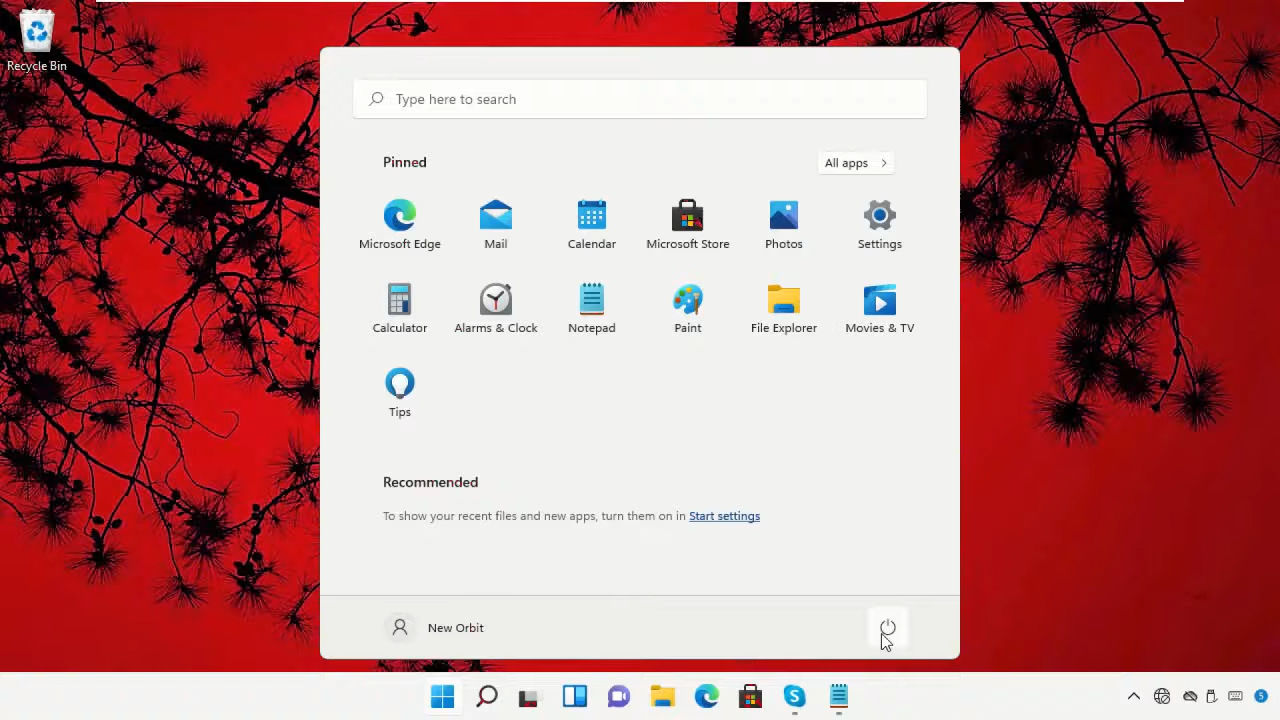 Recycle Bin
Type here to search
Pinned
All apps
Microsoft Edge
Mail
Calendar
Microsoft Store
Photos
Settings
Calculator
Alarms & Clock
Notepad
Paint
File Explorer
Movies & TV
Tips
Recommended
To show your recent files and new apps, turn them on in Start settings
New Orbit
5